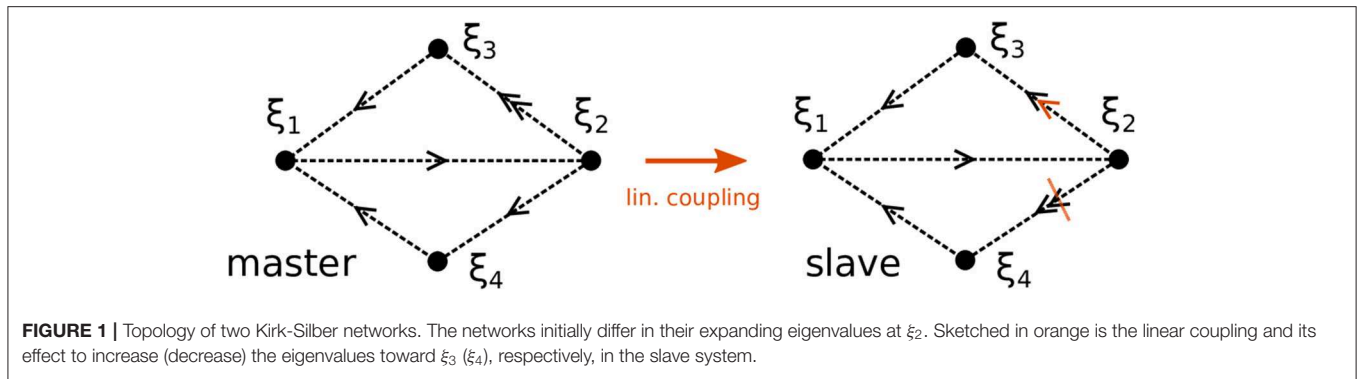 ξ3
ξ1
ξ2
ξ4
master
lin. coupling
ξ3
ξ1
ξ2
ξ4
slave
FIGURE 1 | Topology of two Kirk-Silber networks. The networks initially differ in their expanding eigenvalues at ξ2. Sketched in orange is the linear coupling and its
effect to increase (decrease) the eigenvalues toward ξ3 (ξ4), respectively, in the slave system.